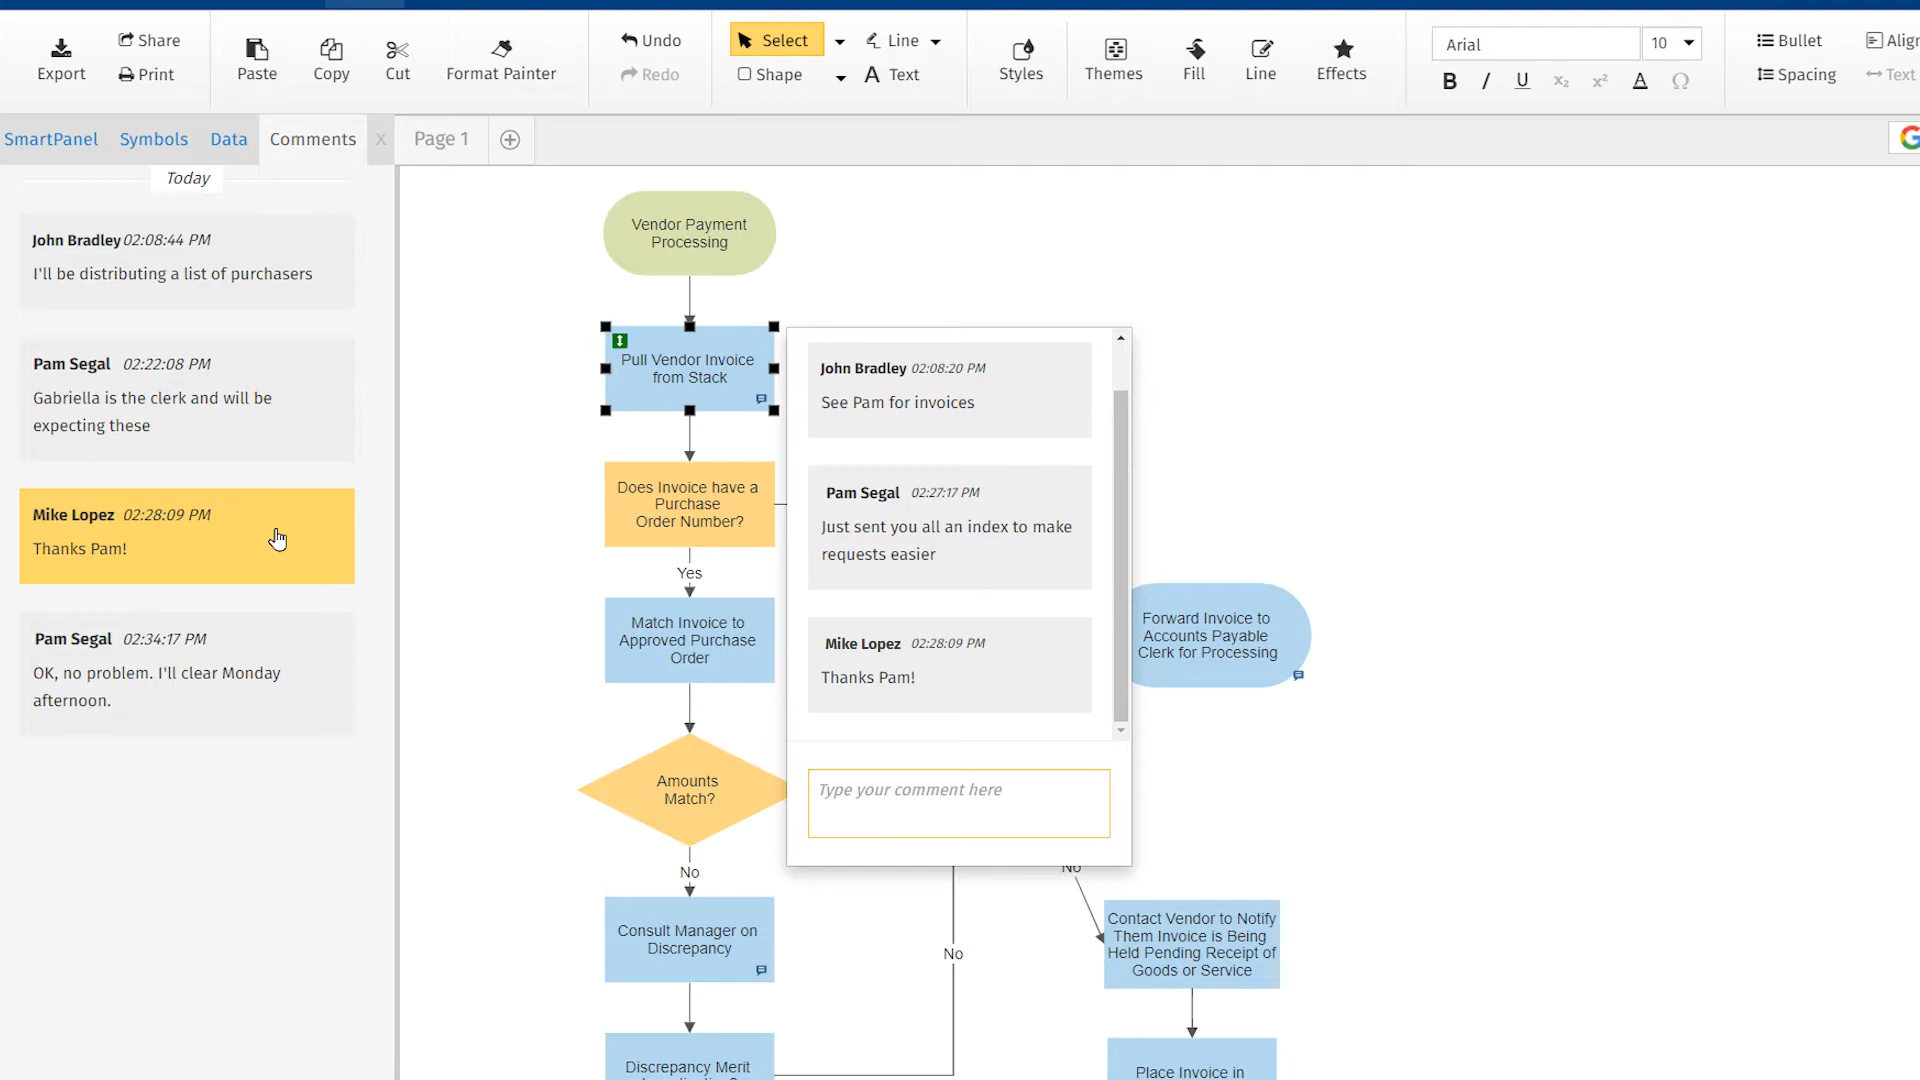 Export
Share
Print
Paste
Copy
Cut
Format Painter
Undo
Redo
Select
Line
Shape
A Text
Styles
Themes
Fill
Line
Effects
Arial
10
B I U x₂ x² A Ω
Bullet
Spacing
Text
SmartPanel Symbols Data Comments X
Page 1
Today
John Bradley 02:08:44 PM
I'll be distributing a list of purchasers
Pam Segal 02:22:08 PM
Gabriella is the clerk and will be
expecting these
Mike Lopez 02:28:09 PM
Thanks Pam!
Pam Segal 02:34:17 PM
OK, no problem. I'll clear Monday
afternoon.
Vendor Payment
Processing
Pull Vendor Invoice
from Stack
Does Invoice have a
Purchase
Order Number?
Yes
Match Invoice to
Approved Purchase
Order
Amounts
Match?
No
Consult Manager on
Discrepancy
Discrepancy Merit
John Bradley 02:08:20 PM
See Pam for invoices
Pam Segal 02:27:17 PM
Just sent you all an index to make
requests easier
Mike Lopez 02:28:09 PM
Thanks Pam!
Type your comment here
Forward Invoice to
Accounts Payable
Clerk for Processing
No
No
Contact Vendor to Notify
Them Invoice is Being
Held Pending Receipt of
Goods or Service
Place Invoice in